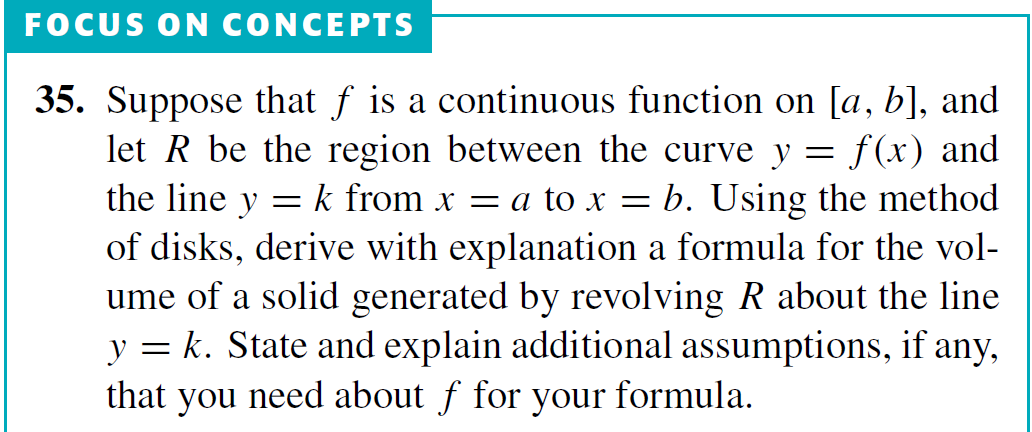 FOCUS ON CONCEPTS
35. Suppose that f is a continuous function on [a, b], and
let R be the region between the curve y = f(x) and
the line y = k from x = a to x = b. Using the method
of disks, derive with explanation a formula for the vol-
ume of a solid generated by revolving R about the line
y = k. State and explain additional assumptions, if any,
that you need about f for your formula.